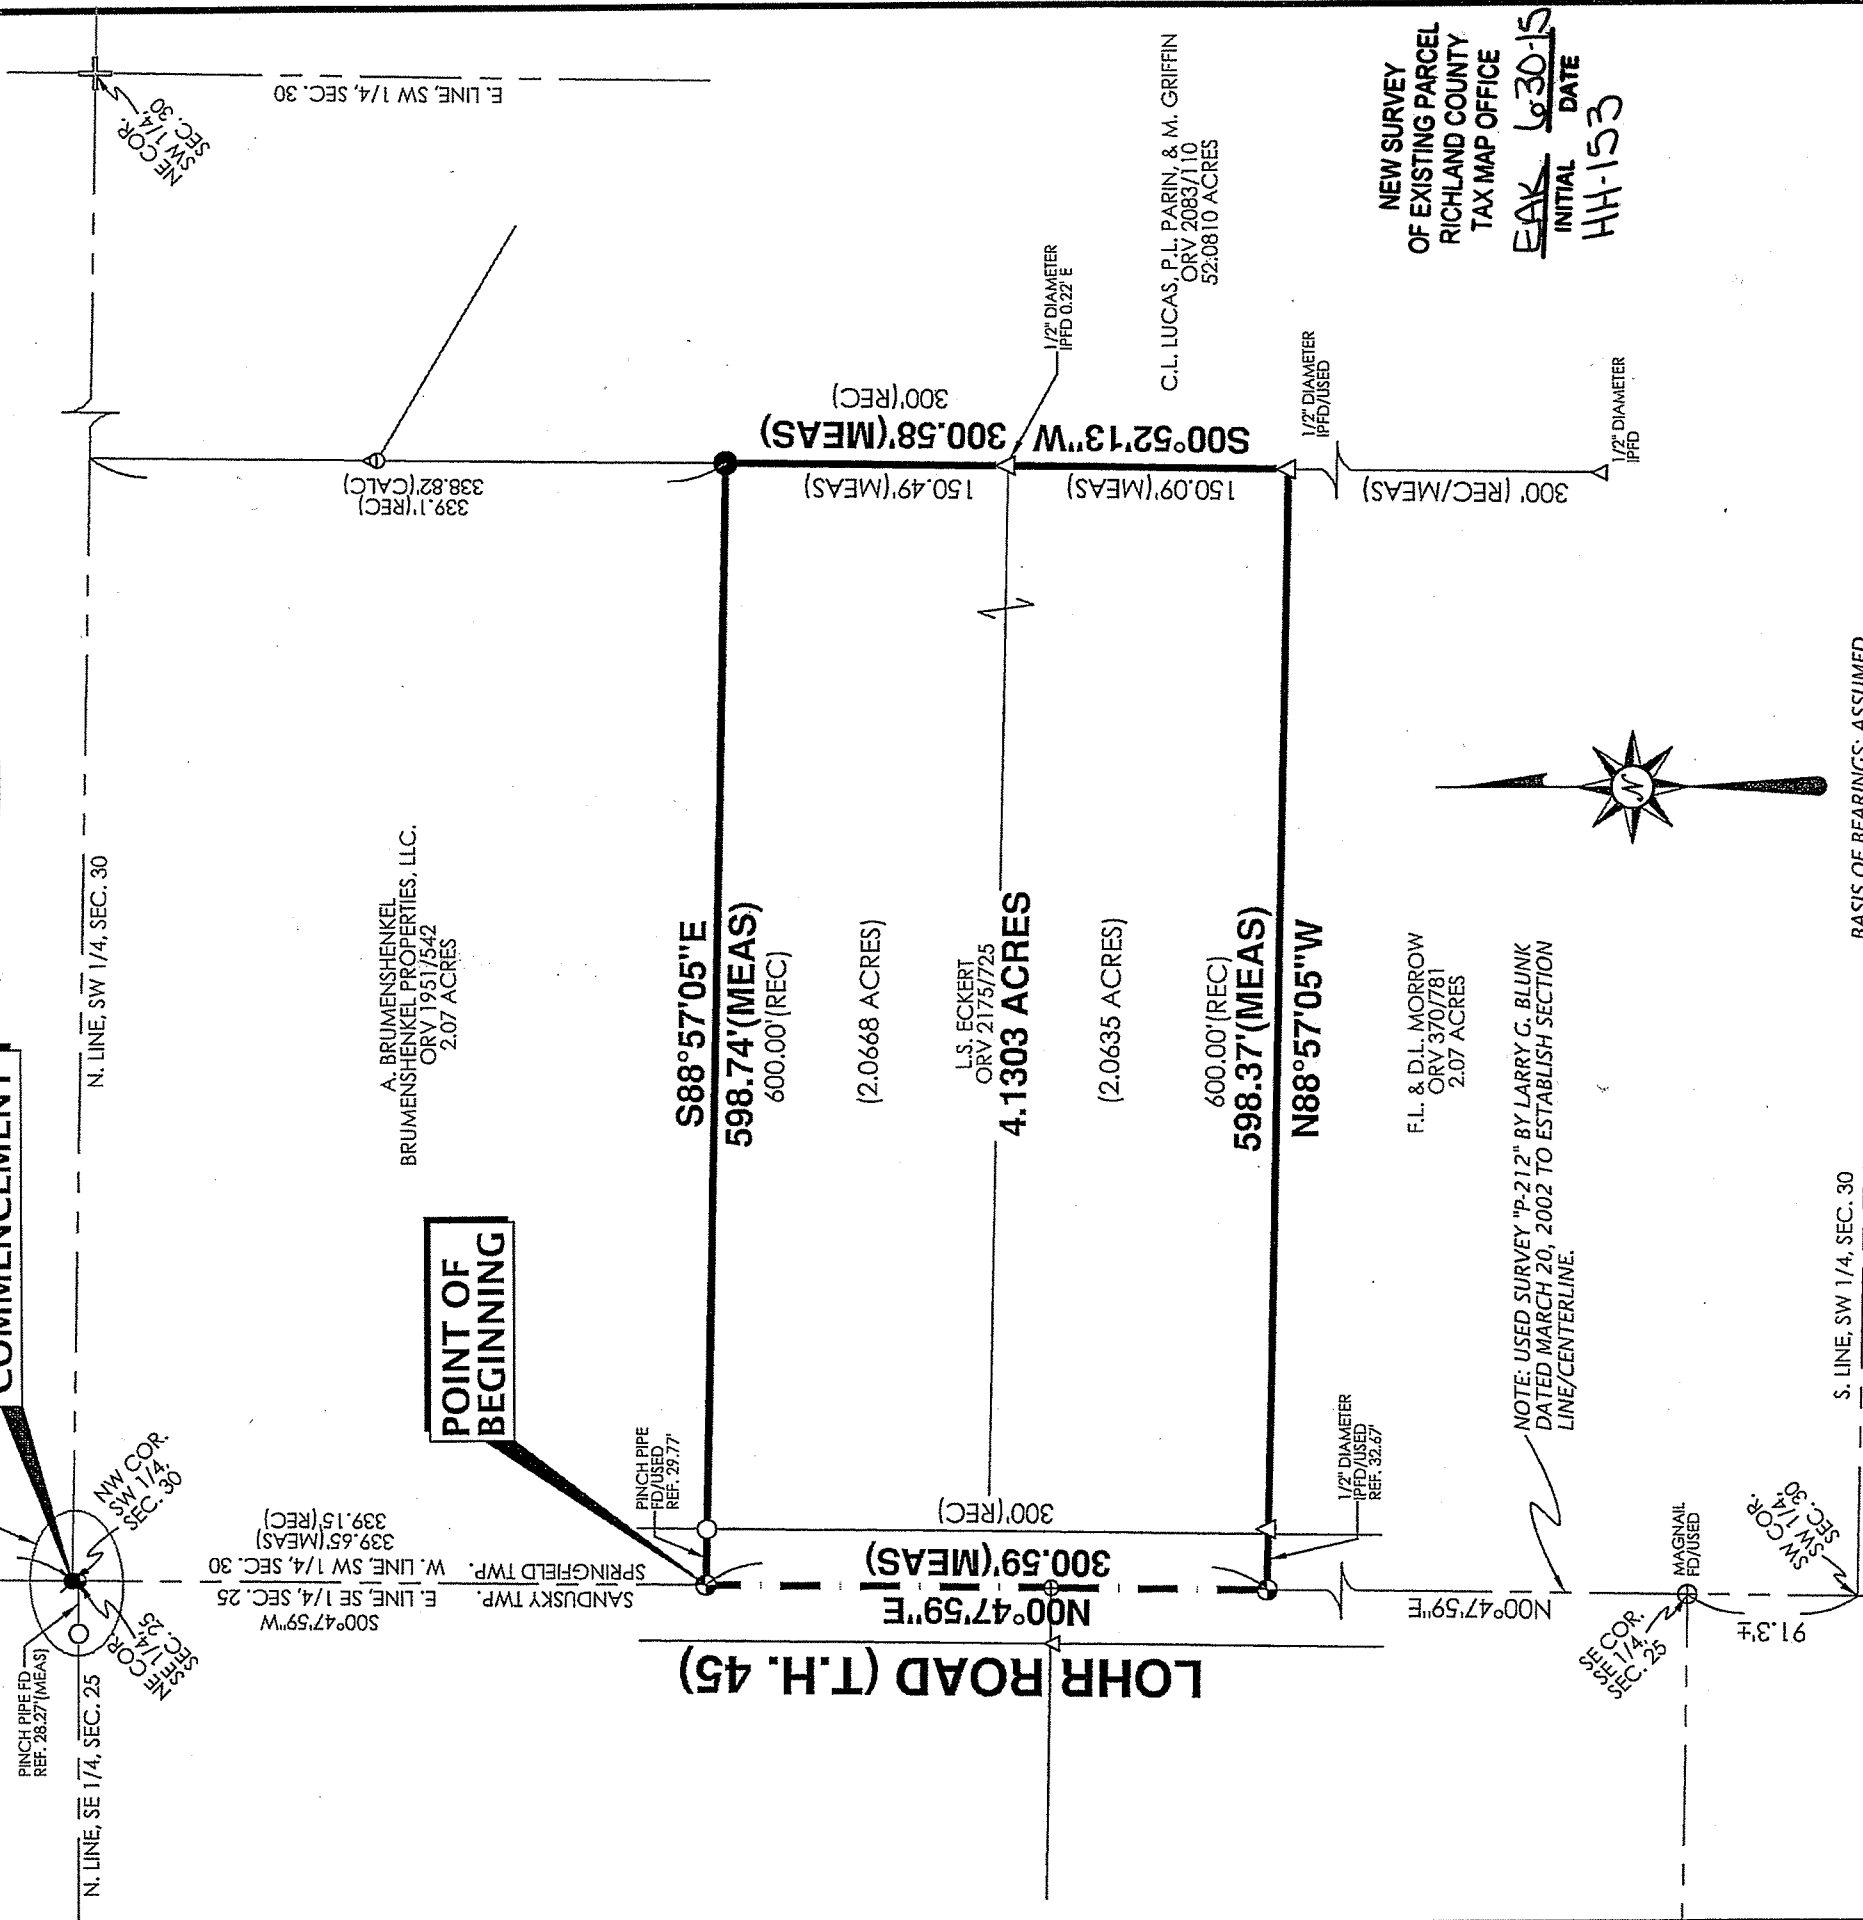 COMMENCEMENT
PINCH PIPE FD
REF. 28.27'(MEAS)
N. LINE, SE 1/4, SEC. 25
NE COR.
SE 1/4,
SEC. 25
NW COR.
SW 1/4,
SEC. 30
N. LINE, SW 1/4, SEC. 30
NE COR.
SW 1/4,
SEC. 30
E. LINE, SW 1/4, SEC. 30
S00°47'59"W
E. LINE, SE 1/4, SEC. 25
SANDUSKY TWP.
SPRINGFIELD TWP.
W. LINE, SW 1/4, SEC. 30
339.65'(MEAS)
339.15'(REC)
A. BRUMENSHENKEL
BRUMENSHENKEL PROPERTIES, LLC.
ORV 1951/542
2.07 ACRES
339.1'(REC)
338.82'(CALC)
POINT OF
BEGINNING
PINCH PIPE
FD/USED
REF. 29.77'
S88°57'05"E
598.74'(MEAS)
600.00'(REC)
(2.0668 ACRES)
L.S. ECKERT
ORV 2175/725
4.1303 ACRES
(2.0635 ACRES)
600.00'(REC)
598.37'(MEAS)
N88°57'05"W
300'(REC)
300.58'(MEAS)
S00°52'13"W
150.49'(MEAS)
150.09'(MEAS)
1/2" DIAMETER
IPFD 0.22' E
C.L. LUCAS, P.L. PARIN, & M. GRIFFIN
ORV 2083/110
52.0810 ACRES
1/2" DIAMETER
IPFD/USED
300' (REC/MEAS)
1/2" DIAMETER
IPFD
300'(REC)
300.59'(MEAS)
N00°47'59"E
LOHR ROAD (T.H. 45)
1/2" DIAMETER
IPFD/USED
REF. 32.67'
F.L. & D.L. MORROW
ORV 370/781
2.07 ACRES
NOTE: USED SURVEY "P-212" BY LARRY G. BLUNK
DATED MARCH 20, 2002 TO ESTABLISH SECTION
LINE/CENTERLINE.
N00°47'59"E
MAGNAIL
FD/USED
SE COR.
SE 1/4,
SEC. 25
91.3'±
SW COR.
SW 1/4,
SEC. 30
S. LINE, SW 1/4, SEC. 30
N
BASIS OF BEARINGS: ASSUMED
NEW SURVEY
OF EXISTING PARCEL
RICHLAND COUNTY
TAX MAP OFFICE
EAK 6-30-15
INITIAL DATE
HH-153